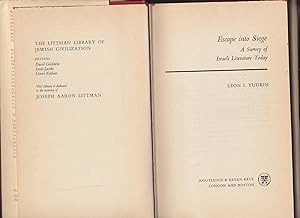 THE LITTMAN LIBRARY OF
JEWISH CIVILIZATION
EDITORS
David Goldstein
Louis Jacobs
Lionel Kochan
This Library is dedicated
to the memory of
JOSEPH AARON LITTMAN
Escape into Siege
A Survey of
Israeli Literature Today
LEON I. YUDKIN
ROUTLEDGE & KEGAN PAUL
LONDON AND BOSTON